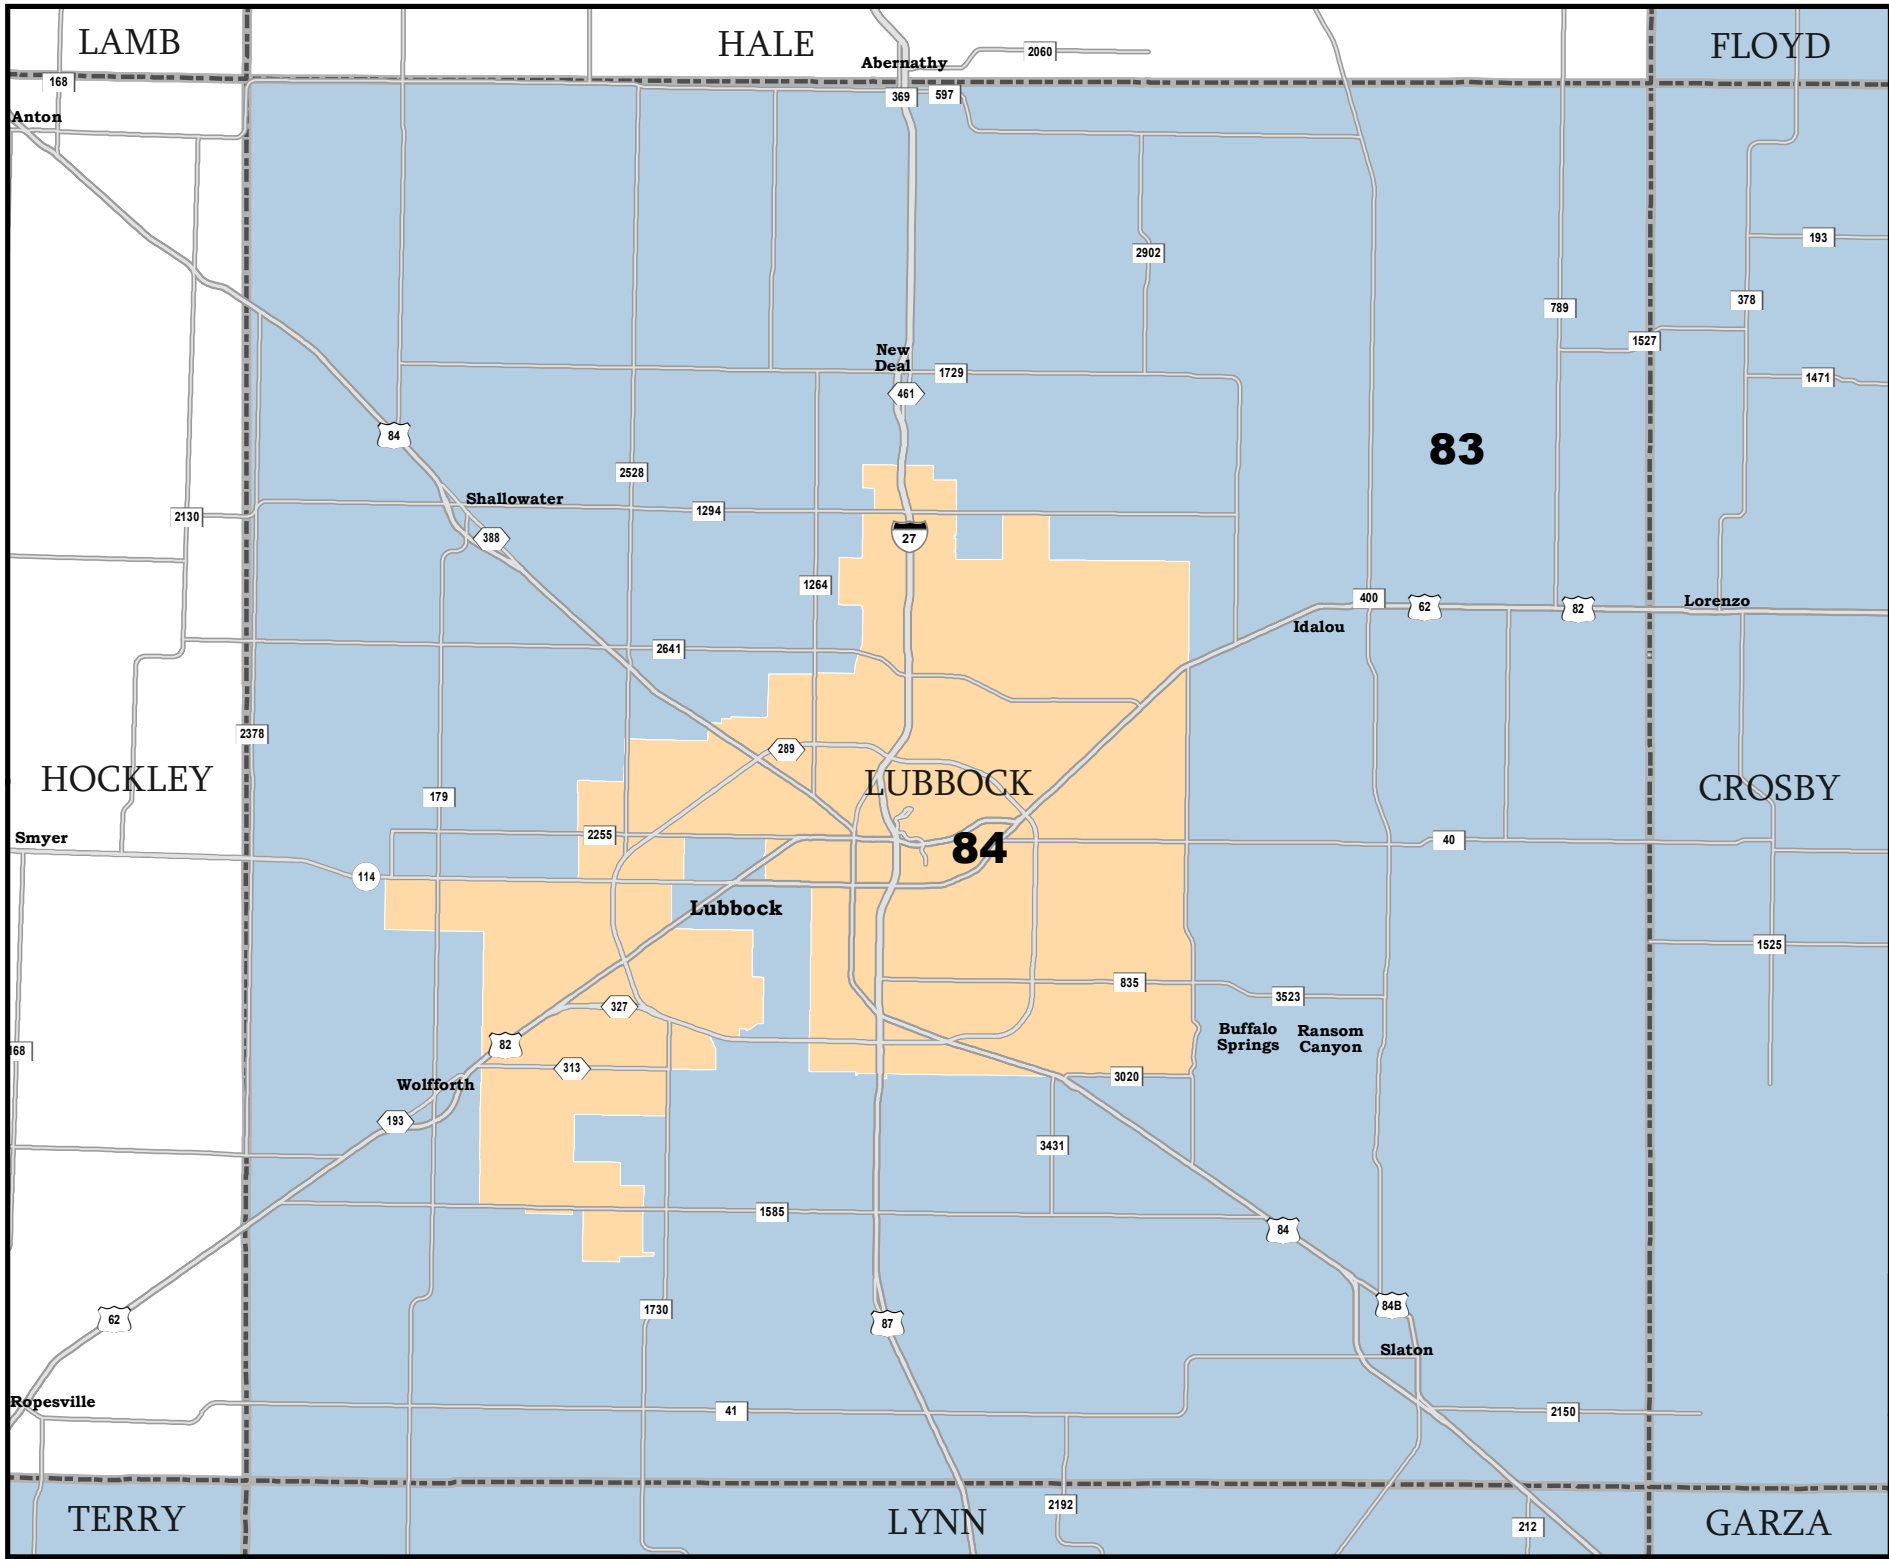 LAMB
HALE
FLOYD
Abernathy
2060
168
369
597
Anton
2902
193
378
789
1527
New
Deal
1729
1471
461
84
83
2528
Shallowater
1294
2130
388
27
1264
400
62
82
Lorenzo
Idalou
2641
2378
289
HOCKLEY
LUBBOCK
CROSBY
179
Smyer
2255
84
40
114
Lubbock
1525
835
3523
327
Buffalo
Springs
Ransom
Canyon
82
168
313
3020
Wolfforth
193
3431
1585
84
62
1730
87
84B
Slaton
Ropesville
41
2150
2192
TERRY
LYNN
212
GARZA